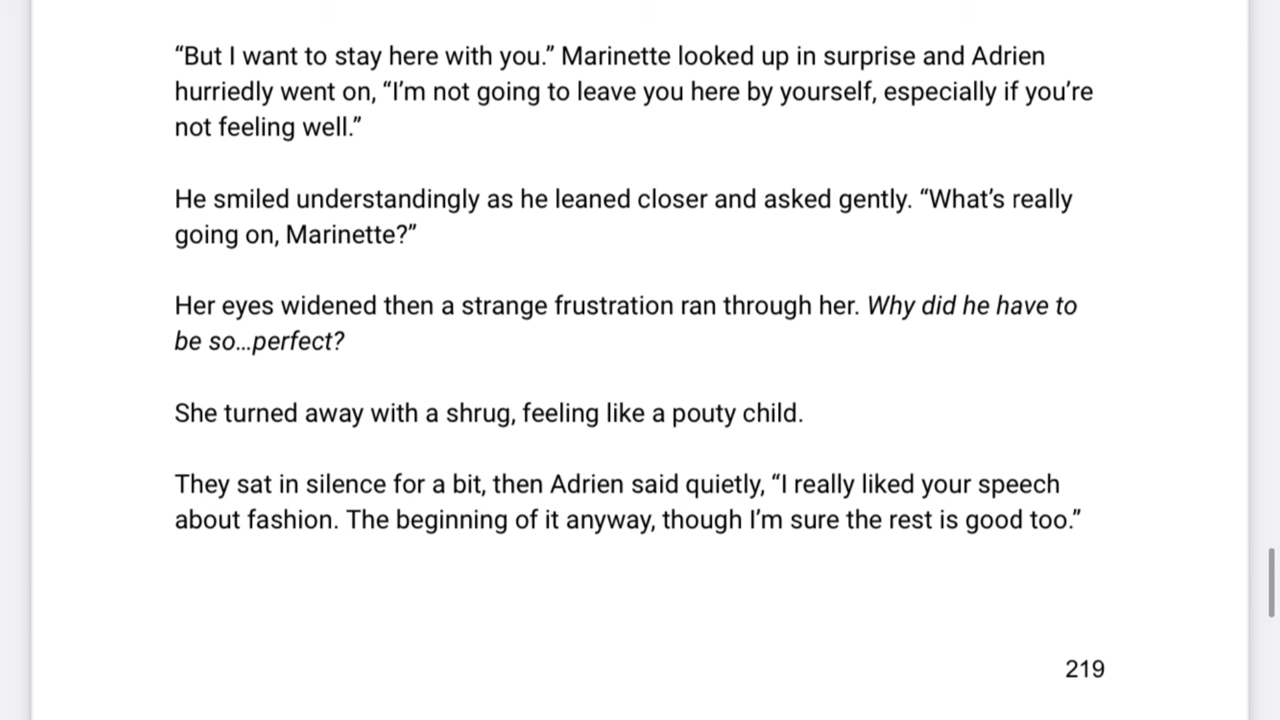 “But I want to stay here with you.” Marinette looked up in surprise and Adrien
hurriedly went on, “I’m not going to leave you here by yourself, especially if you’re
not feeling well.”
He smiled understandingly as he leaned closer and asked gently. “What’s really
going on, Marinette?”
Her eyes widened then a strange frustration ran through her. Why did he have to
be so…perfect?
She turned away with a shrug, feeling like a pouty child.
They sat in silence for a bit, then Adrien said quietly, “I really liked your speech
about fashion. The beginning of it anyway, though I’m sure the rest is good too.”
219